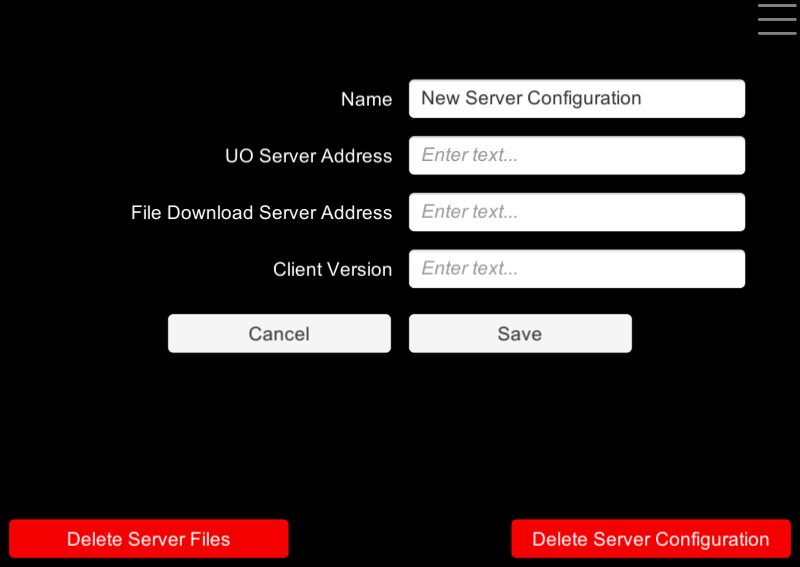 Name
New Server Configuration
UO Server Address
Enter text...
File Download Server Address
Enter text...
Client Version
Enter text...
Cancel
Save
Delete Server Files
Delete Server Configuration